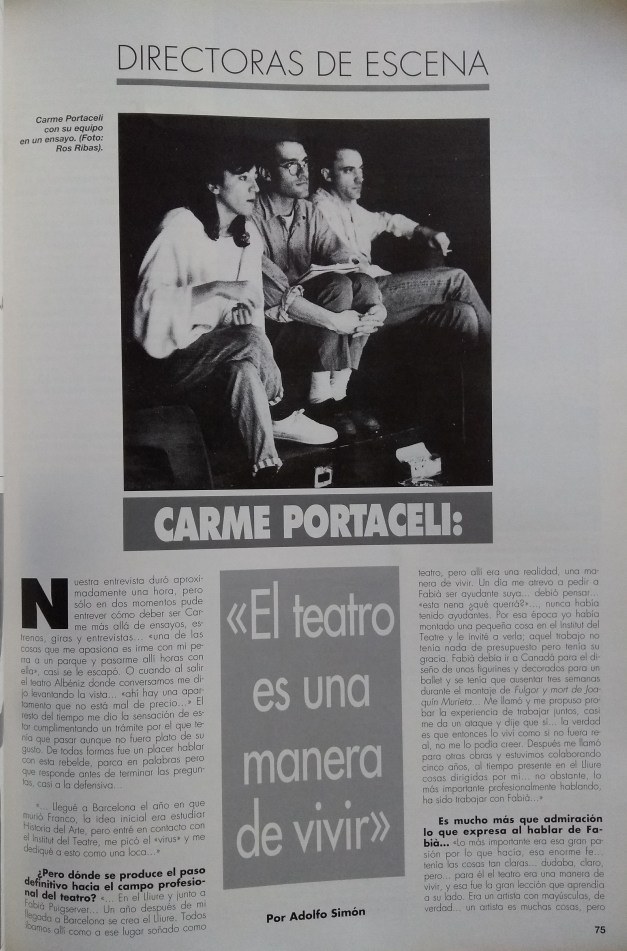 DIRECTORAS DE ESCENA
Carme Portaceli
con su equipo
en un ensayo. (Foto:
Ros Ribas).
CARME PORTACELI:
«El teatro
es una
manera
de vivir»
Por Adolfo Simón
Nuestra entrevista duró aproxi-
madamente una hora, pero
sólo en dos momentos pude
entrever cómo deber ser Car-
me más allá de ensayos, es-
trenos, giras y entrevistas... «una de las
cosas que me apasiona es irme con mi pe-
rra a un parque y pasarme allí horas con
ella», casi se le escapó. O cuando al salir
el teatro Albéniz donde conversamos me di-
jo levantando la vista... «ahí hay una apar-
tamento que no está mal de precio...» El
resto del tiempo me dio la sensación de es-
tar cumplimentando un trámite por el que te-
nía que pasar aunque no fuera plato de su
gusto. De todas formas fue un placer hablar
con esta rebelde, parca en palabras pero
que responde antes de terminar las pregun-
tas, casi a la defensiva...
«... Llegué a Barcelona el año en que
murió Franco, la idea inicial era estudiar
Historia del Arte, pero entré en contacto con
el Institut del Teatre, me picó el «virus» y me
dediqué a esto como una loca...»
¿Pero dónde se produce el paso
definitivo hacia el campo profesio-
nal del teatro? «... En el Lliure y junto a
Fabià Puigserver... Un año después de mi
llegada a Barcelona se crea el Lliure. Todos
íbamos allí como a ese lugar soñado como
teatro, pero allí era una realidad, una ma-
nera de vivir. Un día me atrevo a pedir a
Fabià ser ayudante suya... debió pensar...
«esta nena ¿qué querrá?»..., nunca había
tenido ayudantes. Por esa época yo había
montado una pequeña cosa en el Institut del
Teatre y le invité a verla; aquel trabajo no
tenía nada de presupuesto pero tenía su
gracia. Fabià debía ir a Canadá para el di-
seño de unos figurines y decorados para un
ballet y se tenía que ausentar tres semanas
durante el montaje de Fulgor y mort de Joa-
quín Murieta... Me llamó y me propuso pro-
bar la experiencia de trabajar juntos, casi
me da un ataque y dije que sí... la verdad
es que entonces lo viví como si no fuera re-
al, no me lo podía creer. Después me llamó
para otras obras y estuvimos colaborando
cinco años, al tiempo presente en el Lliure
cosas dirigidas por mí... no obstante, lo
más importante profesionalmente hablando,
ha sido trabajar con Fabià...»
Es mucho más que admiración
lo que expresa al hablar de Fa-
bià... «Lo más importante era esa gran pa-
sión por lo que hacía, esa enorme fe...
tenía las cosas tan claras... dudaba, claro,
pero... para él el teatro era una manera de
vivir, y esa fue la gran lección que aprendía
a su lado. Era un artista con mayúsculas, de
verdad... un artista es muchas cosas, pero
75